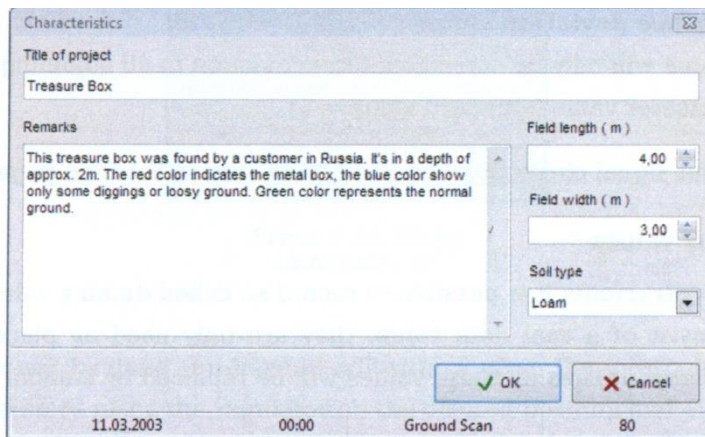 Characteristics
Title of project
Treasure Box
Remarks
This treasure box was found by a customer in Russia. It's in a depth of
approx. 2m. The red color indicates the metal box, the blue color show
only some diggings or loosy ground. Green color represents the normal
ground.
Field length ( m )
4,00
Field width ( m )
3,00
Soil type
Loam
OK
Cancel
11.03.2003 00:00 Ground Scan 80